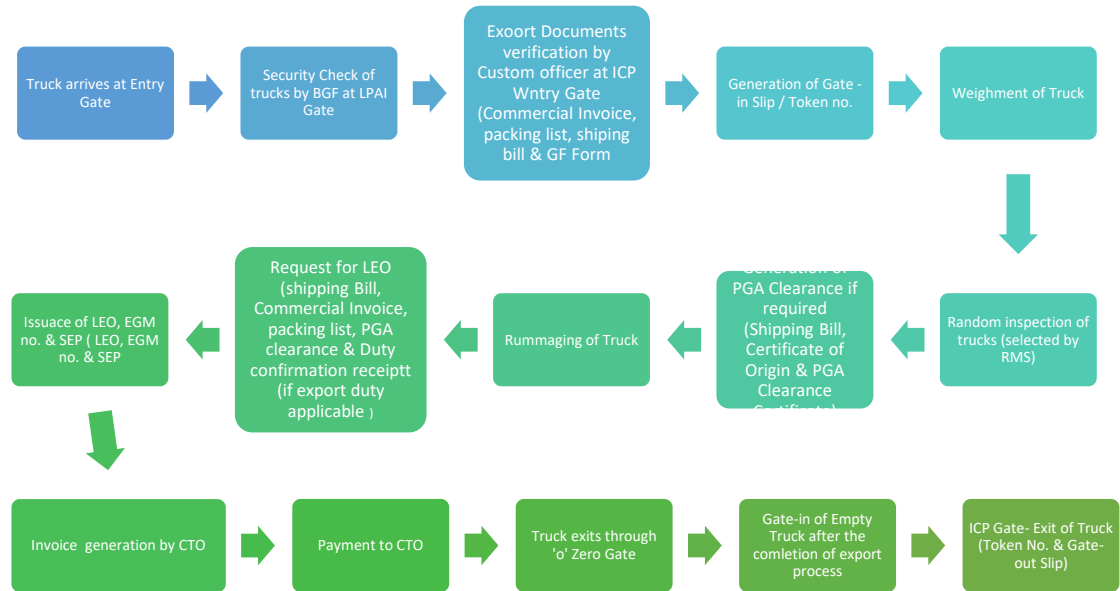 Truck arrives at Entry
Gate
Security Check of
trucks by BGF at LPAI
Gate
Exoort Documents
verification by
Custom officer at ICP
Wntry Gate
(Commercial Invoice,
packing list, shiping
bill & GF Form
Generation of Gate -
in Slip / Token no.
Weighment of Truck
Random inspection of
trucks (selected by
RMS)
Generation of
PGA Clearance if
required
(Shipping Bill,
Certificate of
Origin & PGA
Clearance
Certificate)
Rummaging of Truck
Request for LEO
(shipping Bill,
Commercial Invoice,
packing list, PGA
clearance & Duty
confirmation receiptt
(if export duty
applicable )
Issuace of LEO, EGM
no. & SEP ( LEO, EGM
no. & SEP
Invoice generation by CTO
Payment to CTO
Truck exits through
'o' Zero Gate
Gate-in of Empty
Truck after the
comletion of export
process
ICP Gate- Exit of Truck
(Token No. & Gate-
out Slip)